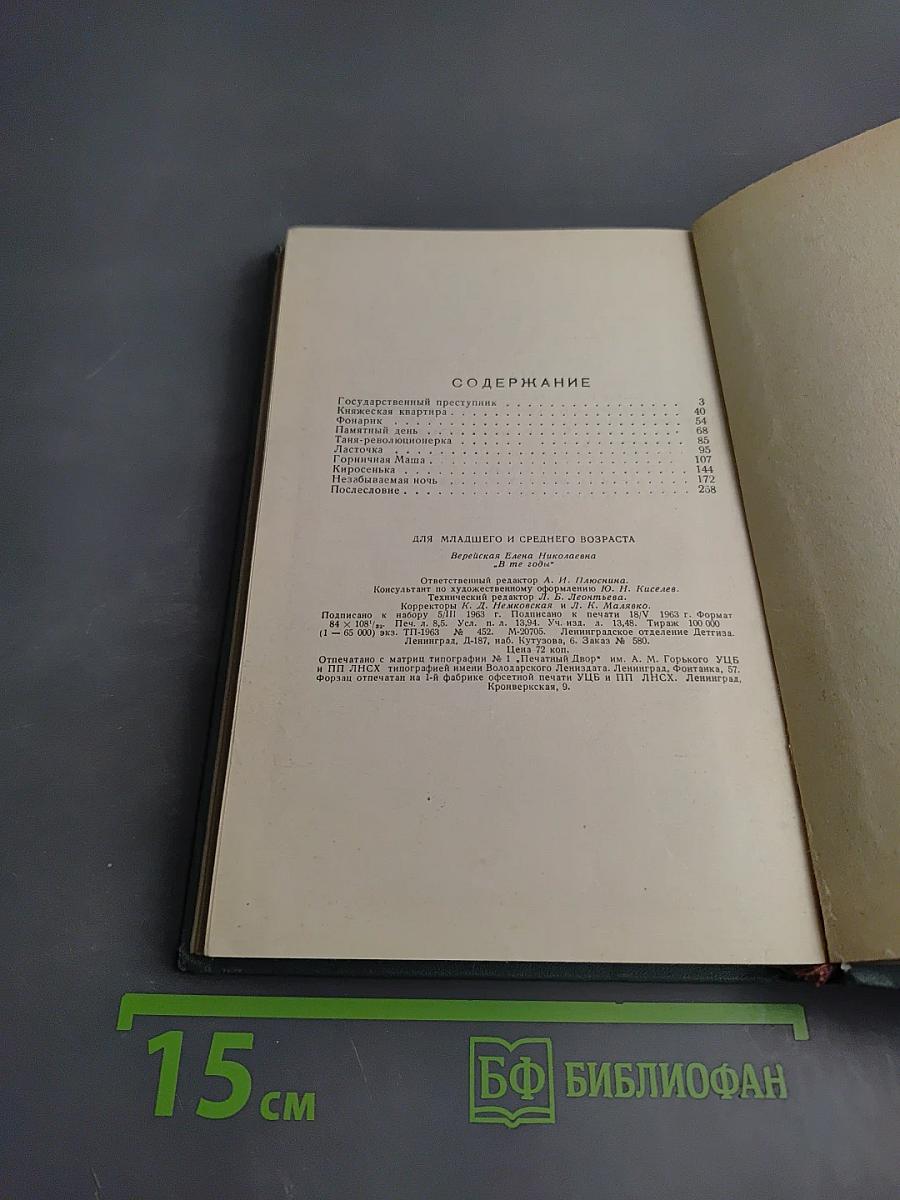 СОДЕРЖАНИЕ
Государственный преступник . . . . . . . . . . . . . . . . 3
Княжеская квартира . . . . . . . . . . . . . . . . . . . . 40
Фонарик . . . . . . . . . . . . . . . . . . . . . . . . . 54
Памятный день . . . . . . . . . . . . . . . . . . . . . . 68
Таня-революционерка . . . . . . . . . . . . . . . . . . . 85
Ласточка . . . . . . . . . . . . . . . . . . . . . . . . 95
Горничная Маша . . . . . . . . . . . . . . . . . . . . . 107
Киросенька . . . . . . . . . . . . . . . . . . . . . . . 144
Незабываемая ночь . . . . . . . . . . . . . . . . . . . . 172
Послесловие . . . . . . . . . . . . . . . . . . . . . . . 268
ДЛЯ МЛАДШЕГО И СРЕДНЕГО ВОЗРАСТА
Верейская Елена Николаевна
„В те годы"
Ответственный редактор А. И. Плюснина.
Консультант по художественному оформлению Ю. Н. Киселев.
Технический редактор Л. Б. Леонтьева.
Корректоры К. Д. Немковская и Л. К. Малявко.
Подписано к набору 5/III 1963 г. Подписано к печати 18/V 1963 г. Формат
84 × 108¹/₃₂. Печ. л. 8,5. Усл. п. л. 13,94. Уч. изд. л. 13,48. Тираж 100 000
(1 — 65 000) экз. ТП-1963 № 452. М-20705. Ленинградское отделение Детгиза.
Ленинград, Д-187, наб. Кутузова, 6. Заказ № 580.
Цена 72 коп.
Отпечатано с матриц типографии № 1 „Печатный Двор" им. А. М. Горького УЦБ
и ПП ЛНСХ типографией имени Володарского Лениздата. Ленинград, Фонтанка, 57.
Форзац отпечатан на 1-й фабрике офсетной печати УЦБ и ПП ЛНСХ. Ленинград,
Кронверкская, 9.
15 см
БФ БИБЛИОФАН